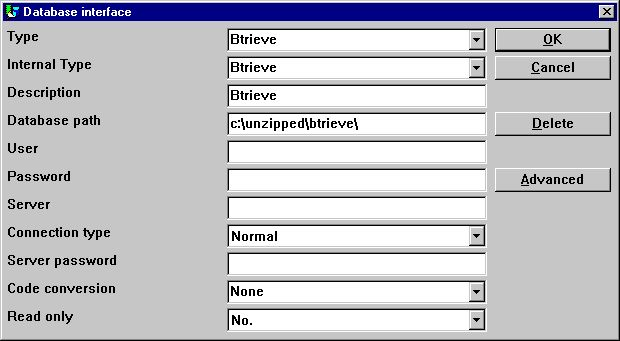 Database interface
Type Btrieve OK
Internal Type Btrieve Cancel
Description Btrieve
Database path c:\unzipped\btrieve\ Delete
User
Password Advanced
Server
Connection type Normal
Server password
Code conversion None
Read only No.